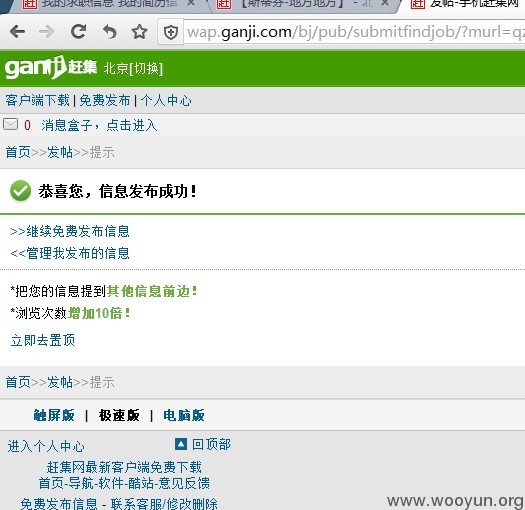 我的求职信息 我的简历信
【斯蒂芬-地方地方】 - 北
发帖-手机赶集网
wap.ganji.com/bj/pub/submitfindjob/?murl=qz
ganji 赶集 北京[切换]
客户端下载 | 免费发布 | 个人中心
0 消息盒子，点击进入
首页>>发帖>>提示
恭喜您，信息发布成功！
>>继续免费发布信息
<<管理我发布的信息
*把您的信息提到其他信息前边！
*浏览次数增加10倍！
立即去置顶
首页>>发帖>>提示
触屏版 | 极速版 | 电脑版
进入个人中心 回顶部
赶集网最新客户端免费下载
首页-导航-软件-酷站-意见反馈
免费发布信息 - 联系客服/修改删除
www.wooyun.org